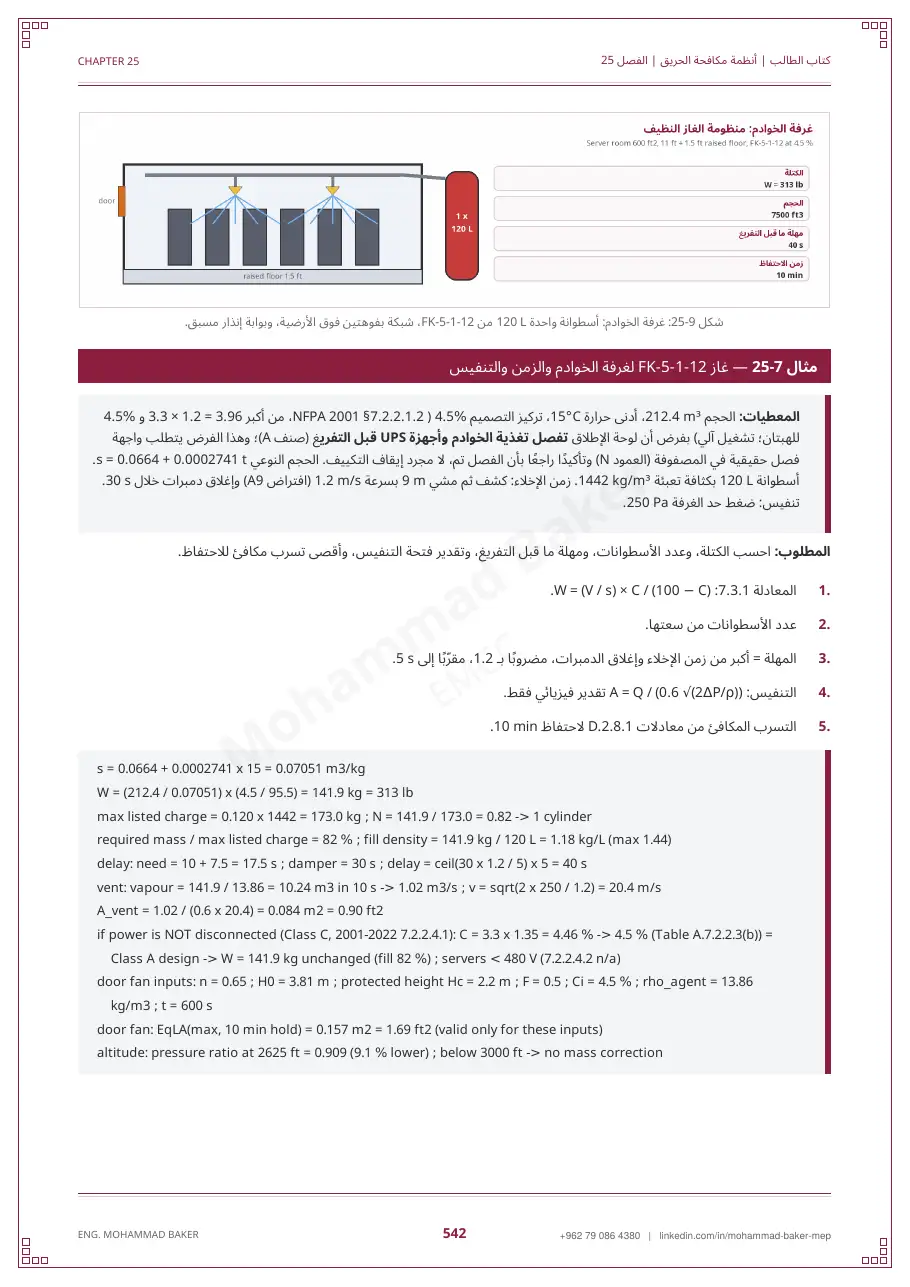 CHAPTER 25
كتاب الطالب | أنظمة مكافحة الحريق | الفصل 25
غرفة الخوادم: منظومة الغاز النظيف
Server room 600 ft2, 11 ft + 1.5 ft raised floor, FK-5-1-12 at 4.5 %
door
1 x
120 L
raised floor 1.5 ft
الكتلة
W = 313 lb
الحجم
7500 ft3
مهلة ما قبل التفريغ
40 s
زمن الاحتفاظ
10 min
شكل 9-25: غرفة الخوادم: أسطوانة واحدة 120 L من FK-5-1-12، شبكة بفوهتين فوق الأرضية، وبوابة إنذار مسبق.
مثال 7-25 — غاز FK-5-1-12 لغرفة الخوادم والزمن والتنفيس
المعطيات: الحجم 212.4 m³، أدنى حرارة 15°C، تركيز التصميم 4.5% ( NFPA 2001 §7.2.2.1.2، من أكبر 3.3 × 1.2 = 3.96 و 4.5%
للهبتان؛ تشغيل آلي) بفرض أن لوحة الإطلاق تفصل تغذية الخوادم وأجهزة UPS قبل التفريغ (صنف A)؛ وهذا الفرض يتطلب واجهة
فصل حقيقية في المصفوفة (العمود N) وتأكيدًا راجعًا بأن الفصل تم، لا مجرد إيقاف التكييف. الحجم النوعي s = 0.0664 + 0.0002741 t.
أسطوانة 120 L بكثافة تعبئة 1442 kg/m³. زمن الإخلاء: كشف ثم مشي 9 m بسرعة 1.2 m/s (افتراض A9) وإغلاق دمبرات خلال 30 s.
تنفيس: ضغط حد الغرفة 250 Pa.
المطلوب: احسب الكتلة، وعدد الأسطوانات، ومهلة ما قبل التفريغ، وتقدير فتحة التنفيس، وأقصى تسرب مكافئ للاحتفاظ.
1. المعادلة 7.3.1: W = (V / s) × C / (100 − C).
2. عدد الأسطوانات من سعتها.
3. المهلة = أكبر من زمن الإخلاء وإغلاق الدمبرات، مضروبًا بـ 1.2، مقرّبًا إلى 5 s.
4. التنفيس: A = Q / (0.6 √(2ΔP/ρ)) تقدير فيزيائي فقط.
5. التسرب المكافئ من معادلات D.2.8.1 لاحتفاظ 10 min.
s = 0.0664 + 0.0002741 x 15 = 0.07051 m3/kg
W = (212.4 / 0.07051) x (4.5 / 95.5) = 141.9 kg = 313 lb
max listed charge = 0.120 x 1442 = 173.0 kg ; N = 141.9 / 173.0 = 0.82 -> 1 cylinder
required mass / max listed charge = 82 % ; fill density = 141.9 kg / 120 L = 1.18 kg/L (max 1.44)
delay: need = 10 + 7.5 = 17.5 s ; damper = 30 s ; delay = ceil(30 x 1.2 / 5) x 5 = 40 s
vent: vapour = 141.9 / 13.86 = 10.24 m3 in 10 s -> 1.02 m3/s ; v = sqrt(2 x 250 / 1.2) = 20.4 m/s
A_vent = 1.02 / (0.6 x 20.4) = 0.084 m2 = 0.90 ft2
if power is NOT disconnected (Class C, 2001-2022 7.2.2.4.1): C = 3.3 x 1.35 = 4.46 % -> 4.5 % (Table A.7.2.2.3(b)) =
Class A design -> W = 141.9 kg unchanged (fill 82 %) ; servers < 480 V (7.2.2.4.2 n/a)
door fan inputs: n = 0.65 ; H0 = 3.81 m ; protected height Hc = 2.2 m ; F = 0.5 ; Ci = 4.5 % ; rho_agent = 13.86
kg/m3 ; t = 600 s
door fan: EqLA(max, 10 min hold) = 0.157 m2 = 1.69 ft2 (valid only for these inputs)
altitude: pressure ratio at 2625 ft = 0.909 (9.1 % lower) ; below 3000 ft -> no mass correction
Mohammad Baker
EMCC
ENG. MOHAMMAD BAKER
542
+962 79 086 4380 | linkedin.com/in/mohammad-baker-mep